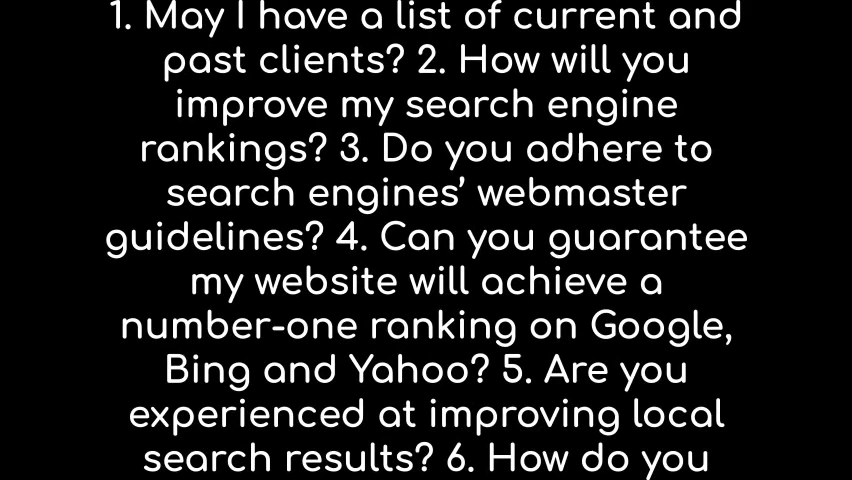 1. May I have a list of current and
past clients? 2. How will you
improve my search engine
rankings? 3. Do you adhere to
search engines’ webmaster
guidelines? 4. Can you guarantee
my website will achieve a
number-one ranking on Google,
Bing and Yahoo? 5. Are you
experienced at improving local
search results? 6. How do you